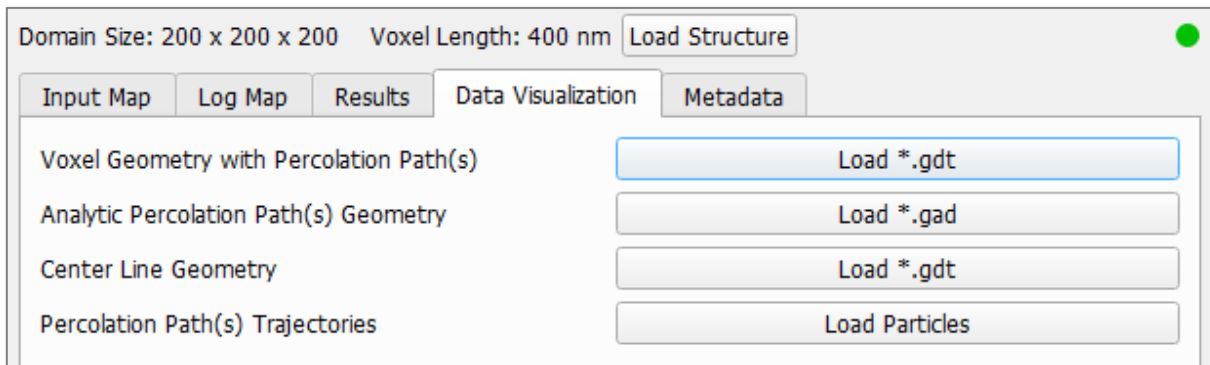 Domain Size: 200 x 200 x 200 Voxel Length: 400 nm Load Structure
Input Map Log Map Results Data Visualization Metadata
Voxel Geometry with Percolation Path(s) Load *.gdt
Analytic Percolation Path(s) Geometry Load *.gad
Center Line Geometry Load *.gdt
Percolation Path(s) Trajectories Load Particles